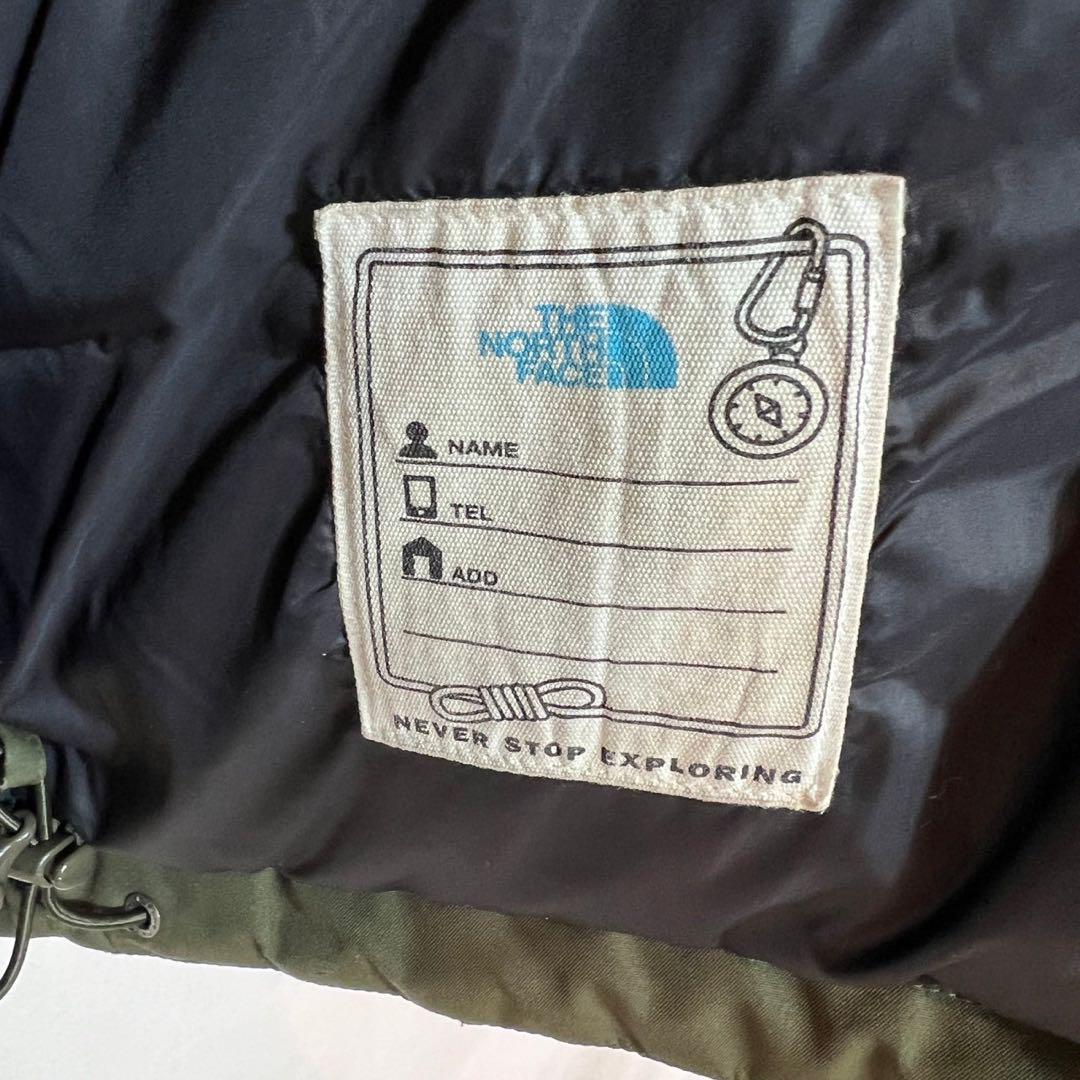 THE
NORTH
FACE
NAME
TEL
ADD
NEVER STOP EXPLORING